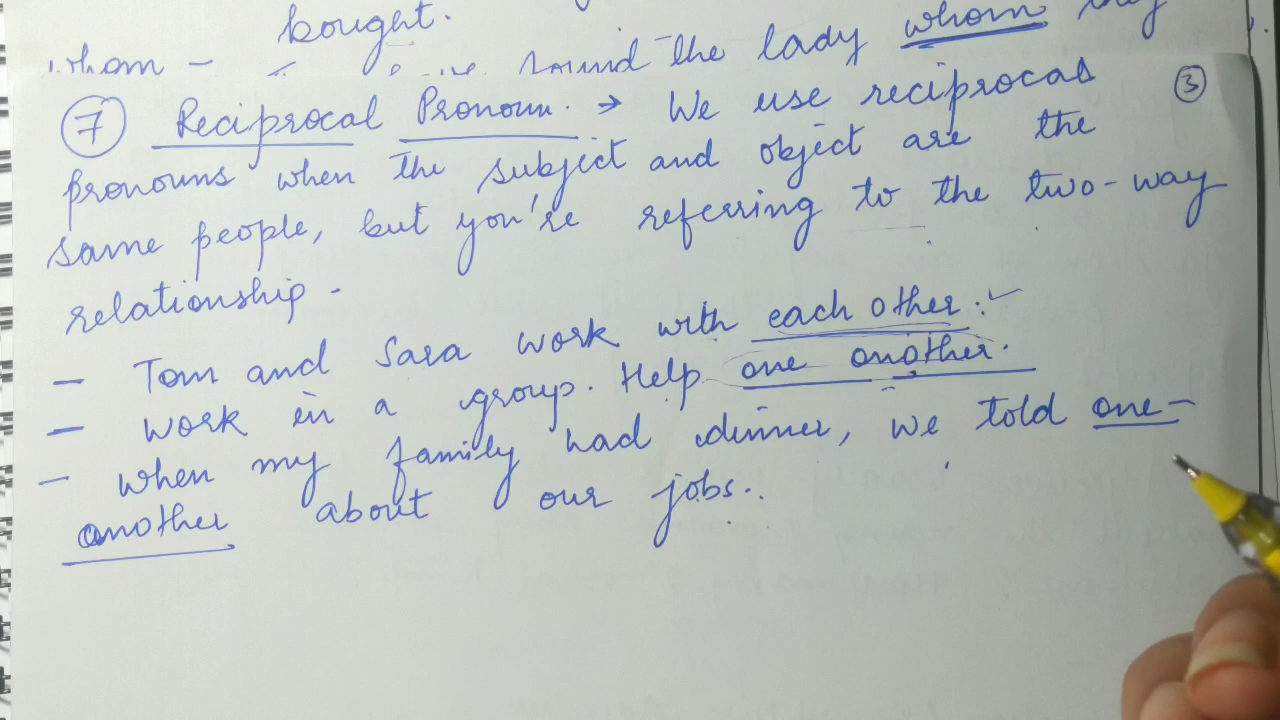 bought.
whom - found the lady whom they
7 Reciprocal Pronoun. → We use reciprocal 3
pronouns when the subject and object are the
same people, but you're referring to the two-way
relationship -
- Tom and Sara work with each other.
- work in a group. Help one another.
- when my family had dinner, we told one-
another about our jobs..